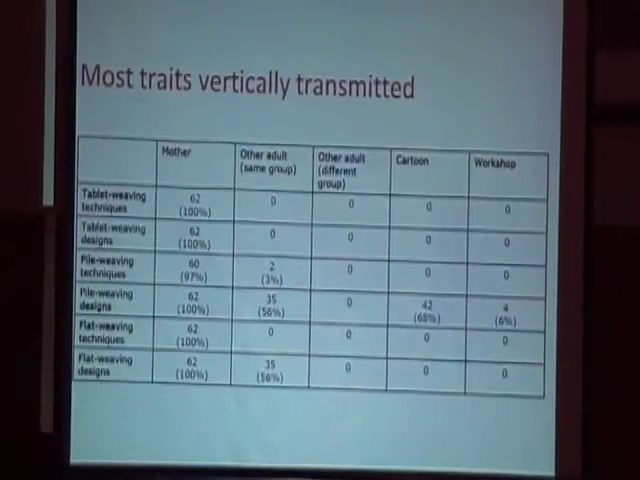 Most traits vertically transmitted
Mother
Other adult
(same group)
Other adult
(different
group)
Cartoon
Workshop
Tablet-weaving
techniques
62
(100%)
0
0
0
0
Tablet-weaving
designs
62
(100%)
0
0
0
0
Pile-weaving
techniques
60
(97%)
2
(3%)
0
0
0
Pile-weaving
designs
62
(100%)
35
(56%)
0
42
(68%)
4
(6%)
Flat-weaving
techniques
62
(100%)
0
0
0
0
Flat-weaving
designs
62
(100%)
35
(56%)
0
0
0